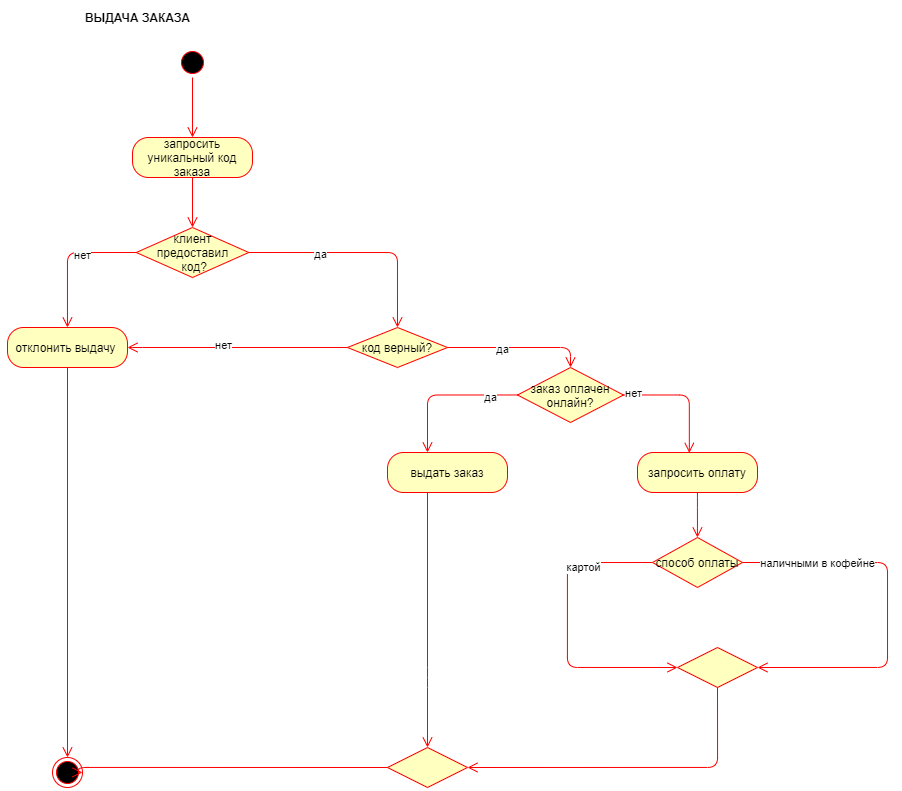 ВЫДАЧА ЗАКАЗА
запросить
уникальный код
заказа
клиент
предоставил
код?
нет
да
отклонить выдачу
нет
код верный?
да
заказ оплачен
онлайн?
да
нет
выдать заказ
запросить оплату
картой
способ оплаты
наличными в кофейне